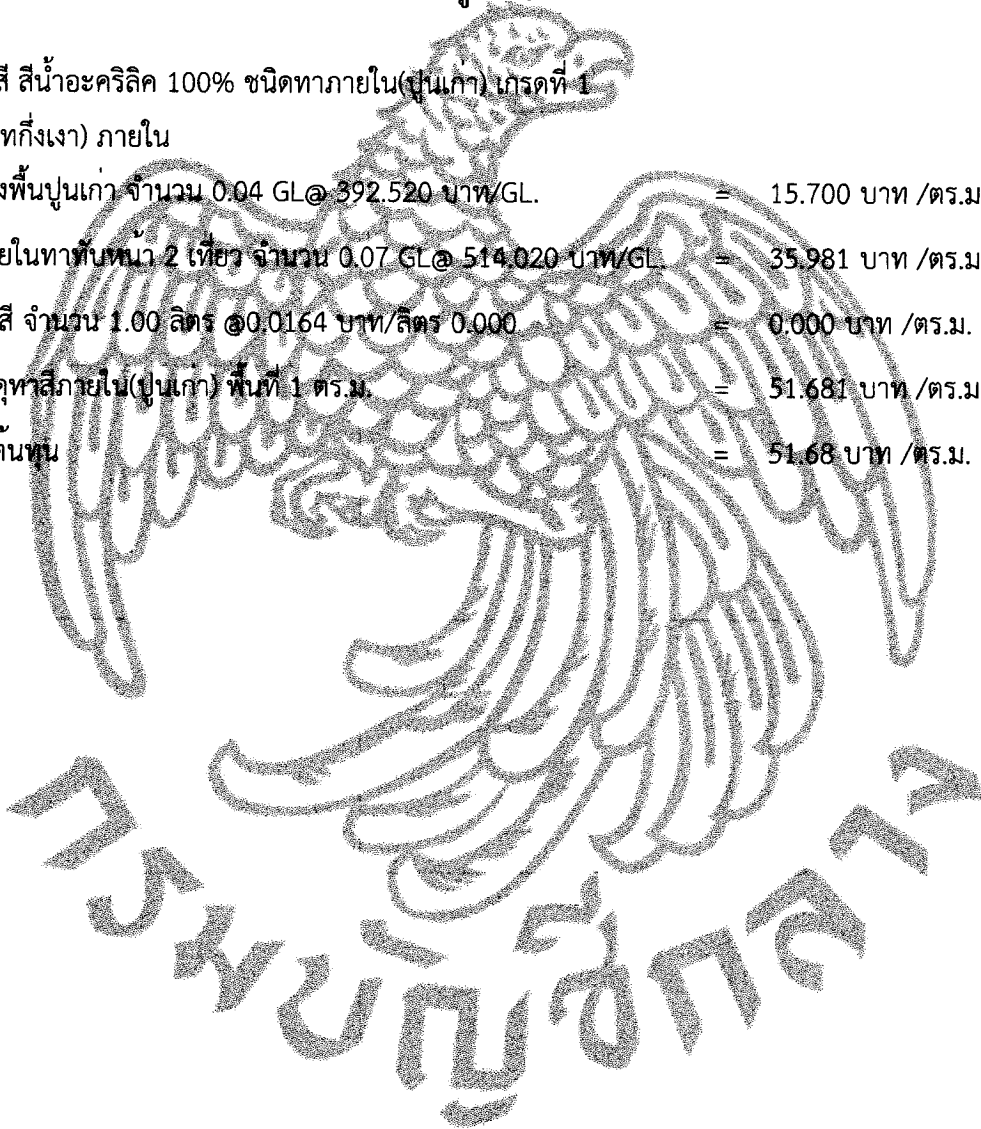 สี สีน้ำอะคริลิค 100% ชนิดทาภายใน(ปูนเก่า) เกรดที่ 1
ทกึ่งเงา) ภายใน
งพื้นปูนเก่า จำนวน 0.04 GL@ 392.520 บาท/GL. = 15.700 บาท /ตร.ม
ยในทาทับหน้า 2 เที่ยว จำนวน 0.07 GL@ 514.020 บาท/GL. = 35.981 บาท /ตร.ม
สี จำนวน 1.00 ลิตร @0.0164 บาท/ลิตร 0.000 = 0.000 บาท /ตร.ม.
ดุทาสีภายใน(ปูนเก่า) พื้นที่ 1 ตร.ม. = 51.681 บาท /ตร.ม
ต้นทุน = 51.68 บาท /ตร.ม.
กรมบัญชีกลาง